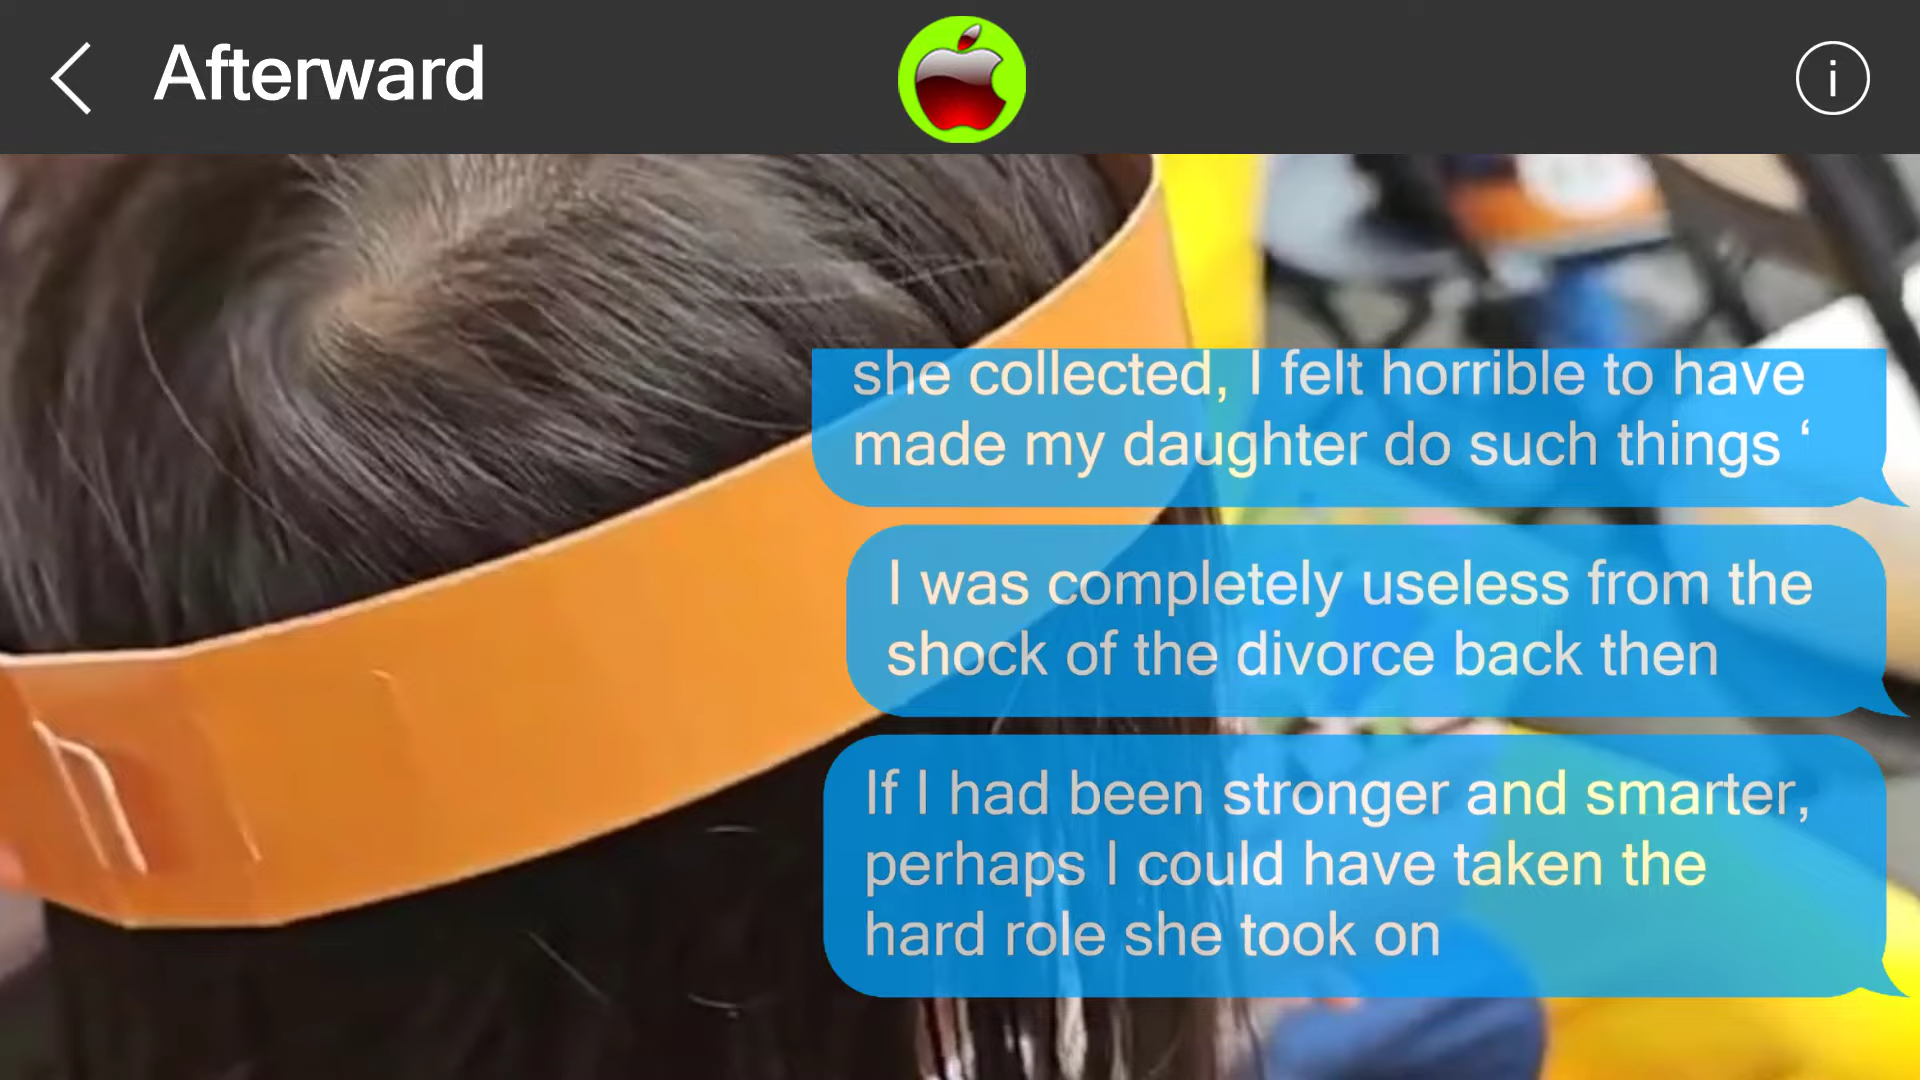 Afterward
she collected, I felt horrible to have
made my daughter do such things ‘
I was completely useless from the
shock of the divorce back then
If I had been stronger and smarter,
perhaps I could have taken the
hard role she took on